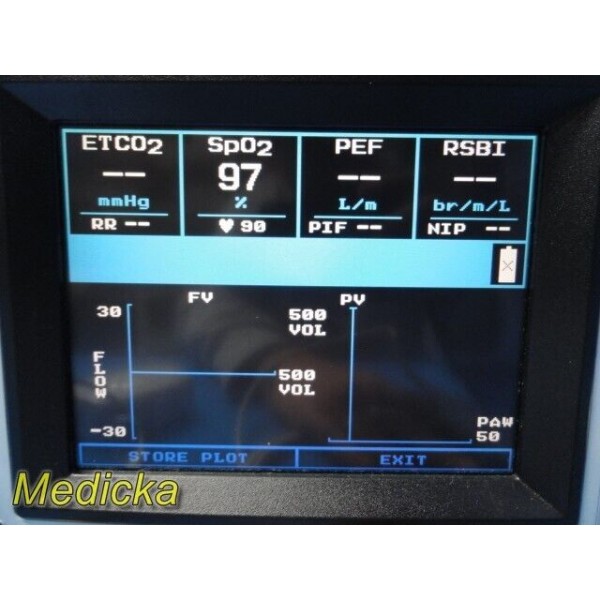 ETCO2 SpO2 PEF RSBI
-- 97 -- --
mmHg % L/m br/m/L
RR -- ♥ 90 PIF -- NIP --
FV PV
30 500
VOL
FLOW
500
VOL
-30
PAW
50
STORE PLOT EXIT
Medicka